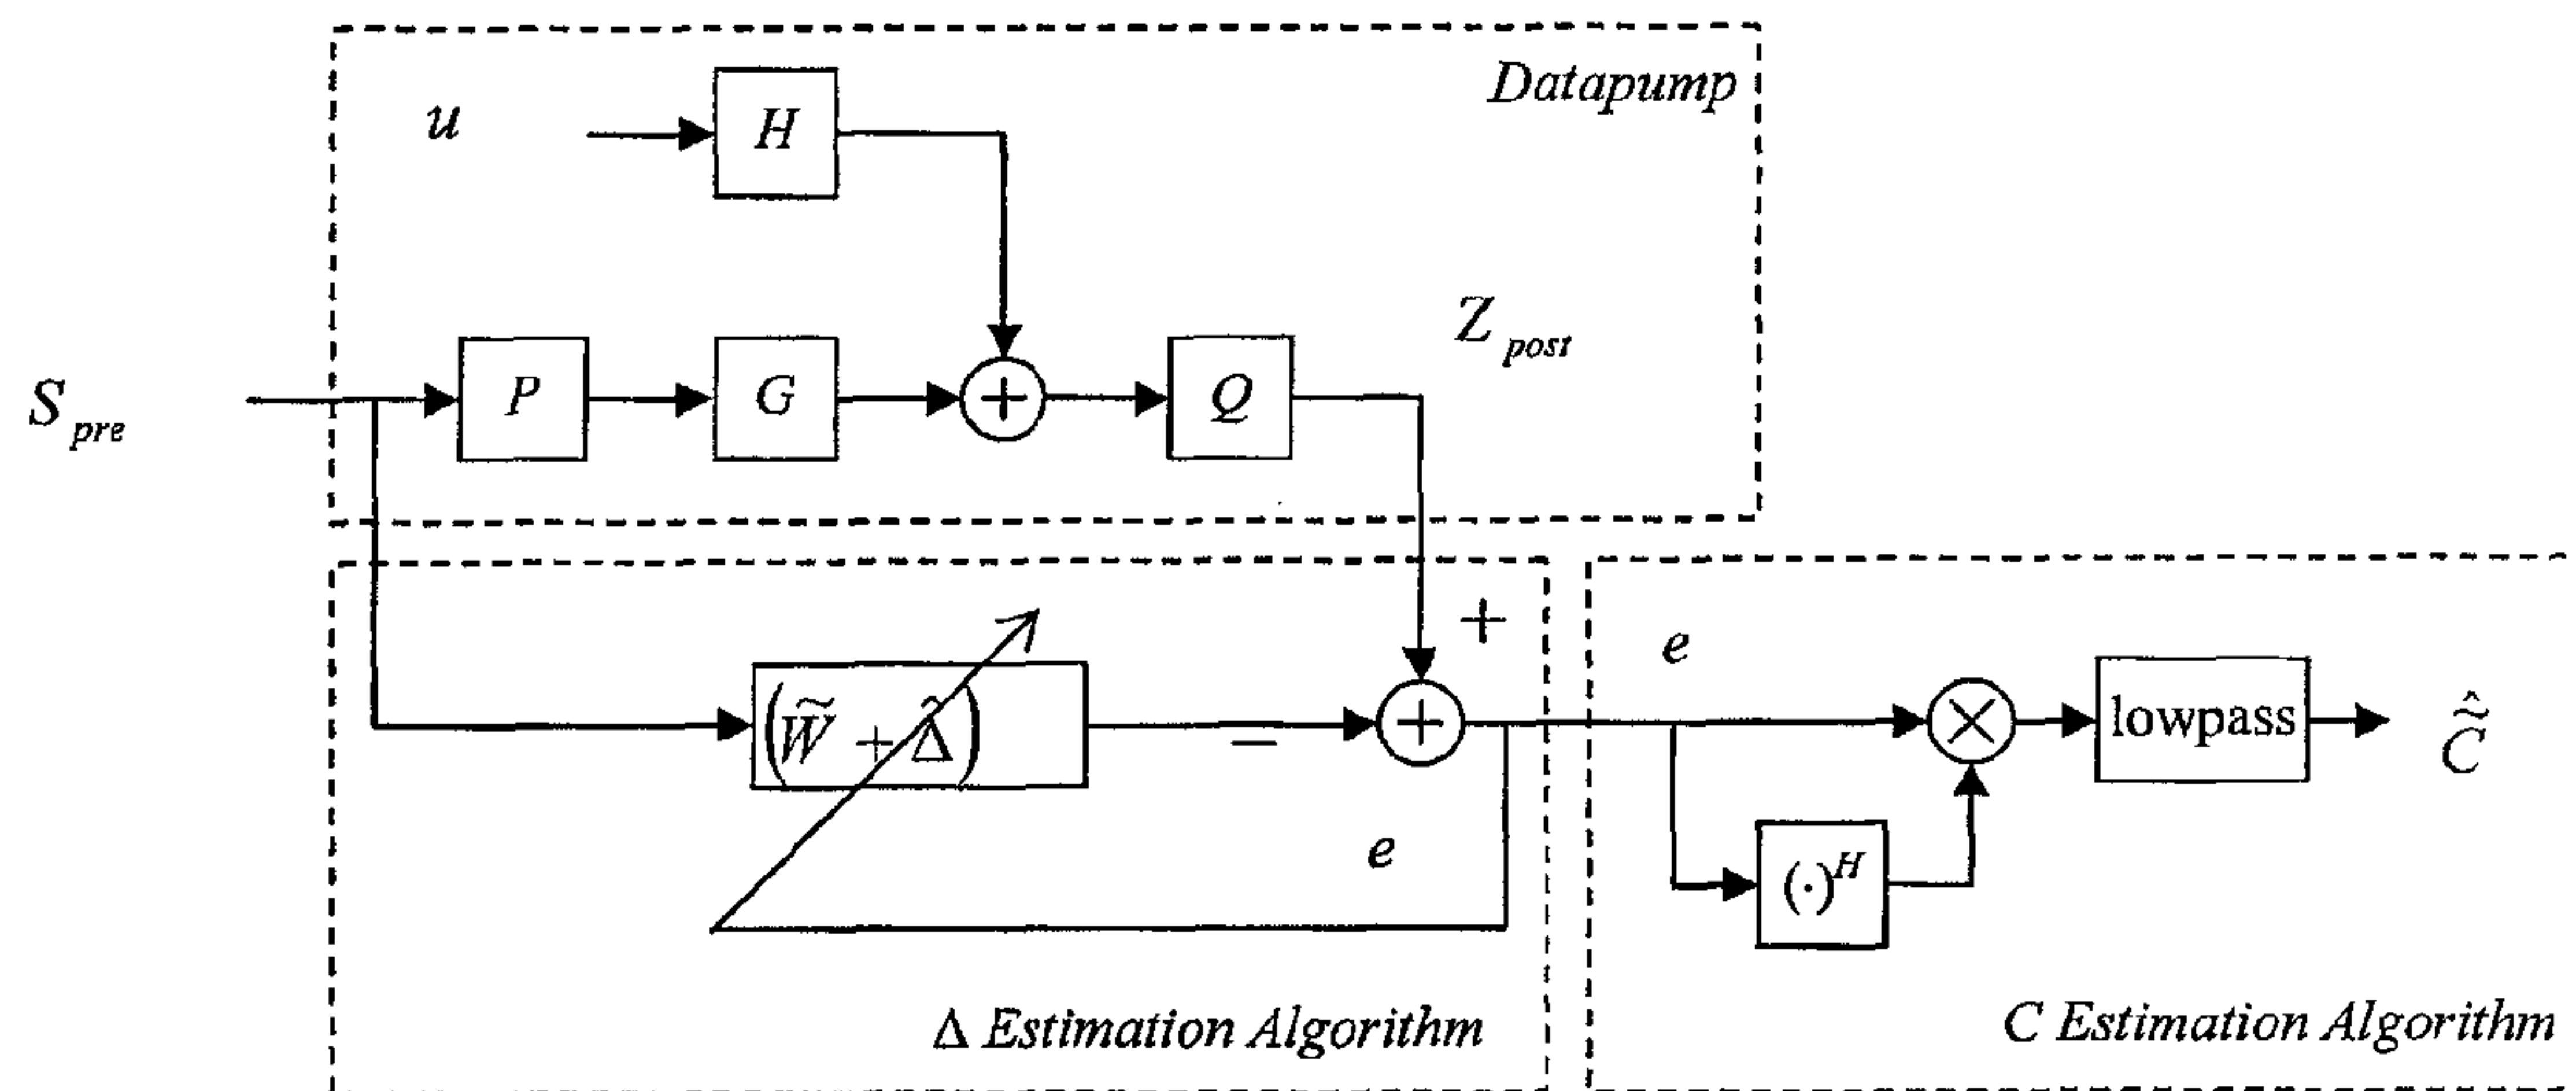 Datapump
u
H
Z post
S pre
P
G
+
Q
+
e
(W̃ + Δ̂)
−
+
×
lowpass
C̃̂
e
(·)^H
Δ Estimation Algorithm
C Estimation Algorithm